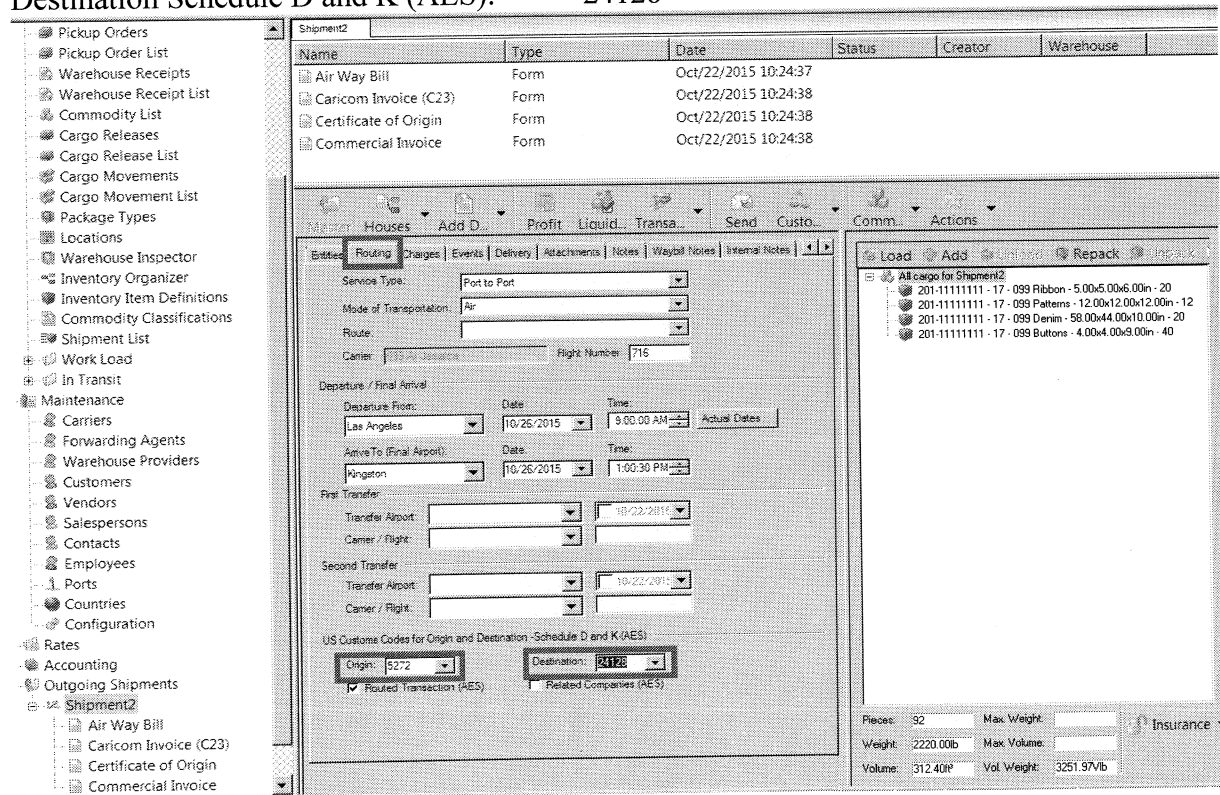 Destination Schedule D and K (AES): 24128
Pickup Orders
Pickup Order List
Warehouse Receipts
Warehouse Receipt List
Commodity List
Cargo Releases
Cargo Release List
Cargo Movements
Cargo Movement List
Package Types
Locations
Warehouse Inspector
Inventory Organizer
Inventory Item Definitions
Commodity Classifications
Shipment List
Work Load
In Transit
Maintenance
Carriers
Forwarding Agents
Warehouse Providers
Customers
Vendors
Salespersons
Contacts
Employees
Ports
Countries
Configuration
Rates
Accounting
Outgoing Shipments
Shipment2
Air Way Bill
Caricom Invoice (C23)
Certificate of Origin
Commercial Invoice
Shipment2
Name Type Date Status Creator Warehouse
Air Way Bill Form Oct/22/2015 10:24:37
Caricom Invoice (C23) Form Oct/22/2015 10:24:38
Certificate of Origin Form Oct/22/2015 10:24:38
Commercial Invoice Form Oct/22/2015 10:24:38
Master Houses Add D... Profit Liquid... Transa... Send Custo... Comm... Actions
Entities Routing Charges Events Delivery Attachments Notes Waybill Notes Internal Notes
Service Type: Port to Port
Mode of Transportation: Air
Route:
Carrier: Flight Number 716
Departure / Final Arrival
Departure From: Date Time:
Los Angeles 10/26/2015 9:00:00 AM Actual Dates
Arrive To (Final Airport): Date Time:
Kingston 10/26/2015 1:00:30 PM
First Transfer
Transfer Airport: 10/22/2015
Carrier / Flight:
Second Transfer
Transfer Airport: 10/22/2015
Carrier / Flight:
US Customs Codes for Origin and Destination -Schedule D and K (AES)
Origin: 5272 Destination: 24128
Routed Transaction (AES) Related Companies (AES)
Load Add Unload Repack Unpack
All cargo for Shipment2
201-11111111 - 17 - 099 Ribbon - 5.00x5.00x6.00in - 20
201-11111111 - 17 - 099 Patterns - 12.00x12.00x12.00in - 12
201-11111111 - 17 - 099 Denim - 58.00x44.00x10.00in - 20
201-11111111 - 17 - 099 Buttons - 4.00x4.00x9.00in - 40
Pieces: 92 Max. Weight:
Insurance
Weight: 2220.00lb Max. Volume:
Volume: 312.40ft³ Vol. Weight: 3251.97Vlb